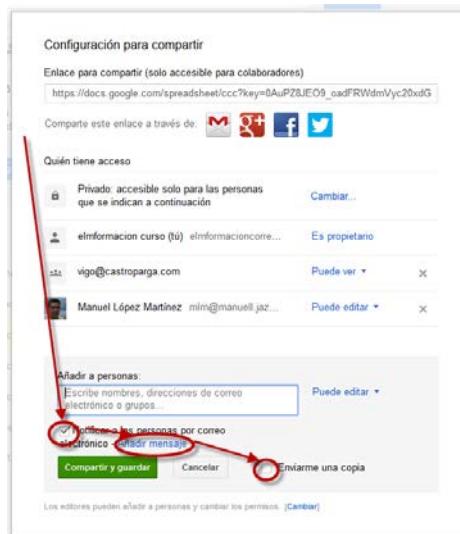 Configuración para compartir
Enlace para compartir (solo accesible para colaboradores)
https://docs.google.com/spreadsheet/ccc?key=0AuPZ8JEO9_oadFRWdmVyc20xdG
Comparte este enlace a través de:
Quién tiene acceso
Privado: accesible solo para las personas
que se indican a continuación
Cambiar...
elmformacion curso (tú) elmformacioncorre...
Es propietario
vigo@castroparga.com
Puede ver
Manuel López Martínez mlm@manuell.jaz...
Puede editar
Añadir a personas:
Escribe nombres, direcciones de correo
electrónico o grupos...
Puede editar
Notificar a las personas por correo
electrónico - Añadir mensaje
Compartir y guardar
Cancelar
Enviarme una copia
Los editores pueden añadir a personas y cambiar los permisos. [Cambiar]